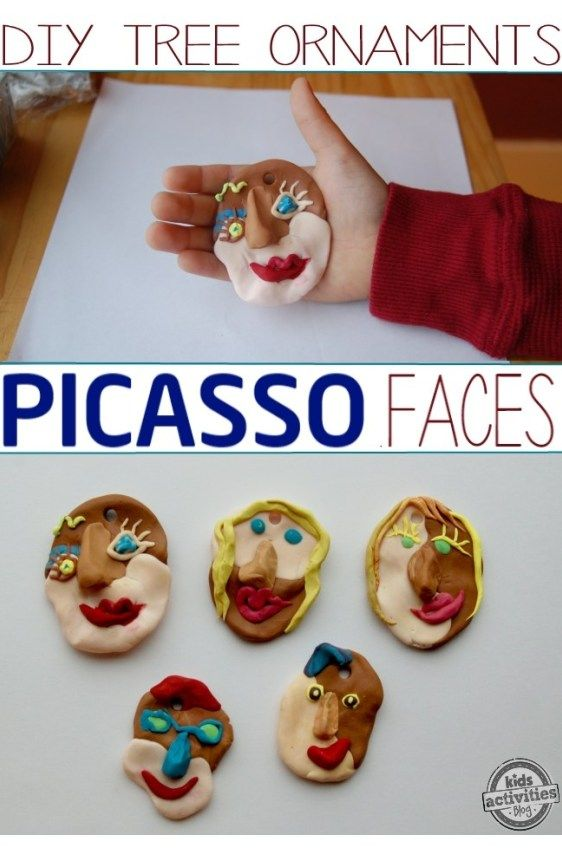 DIY TREE ORNAMENTS
PICASSO FACES
kids
activities
Blog